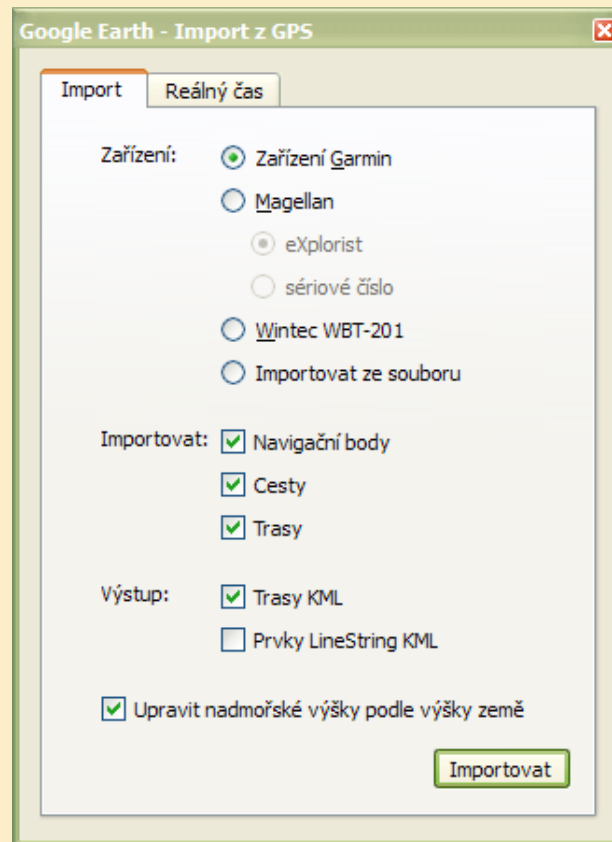 Google Earth - Import z GPS
Import Reálný čas
Zařízení: Zařízení Garmin
Magellan
eXplorist
sériové číslo
Wintec WBT-201
Importovat ze souboru
Importovat: Navigační body
Cesty
Trasy
Výstup: Trasy KML
Prvky LineString KML
Upravit nadmořské výšky podle výšky země
Importovat